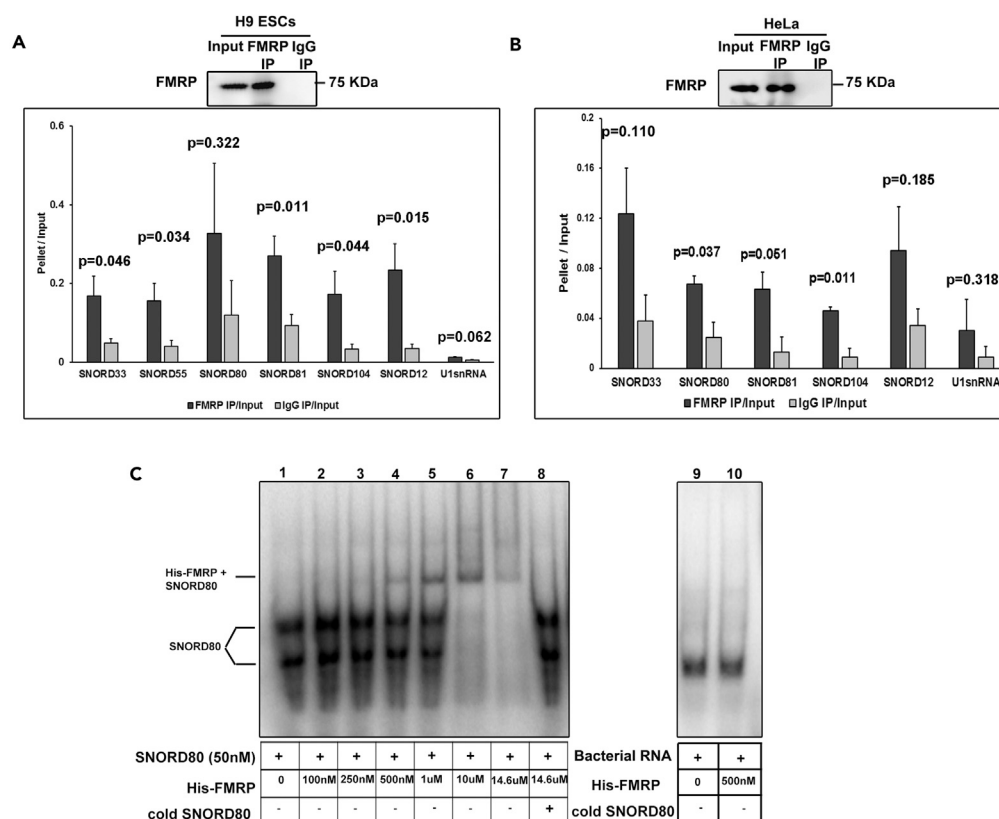 A
H9 ESCs
Input FMRP IgG
IP IP
FMRP
75 KDa
0.6
0.4
0.2
0
Pellet / Input
p=0.046
p=0.034
p=0.322
p=0.011
p=0.044
p=0.015
p=0.062
SNORD33 SNORD55 SNORD80 SNORD81 SNORD104 SNORD12 U1snRNA
FMRP IP/Input IgG IP/Input
B
HeLa
Input FMRP IgG
IP IP
FMRP
75 KDa
0.2
0.16
0.12
0.08
0.04
0
Pellet / Input
p=0.110
p=0.037
p=0.051
p=0.011
p=0.185
p=0.318
SNORD33 SNORD80 SNORD81 SNORD104 SNORD12 U1snRNA
FMRP IP/Input IgG IP/Input
C
1 2 3 4 5 6 7 8
His-FMRP +
SNORD80
SNORD80
SNORD80 (50nM) + + + + + + + +
His-FMRP 0 100nM 250nM 500nM 1uM 10uM 14.6uM 14.6uM
cold SNORD80 - - - - - - - +
9 10
Bacterial RNA + +
His-FMRP 0 500nM
cold SNORD80 - -